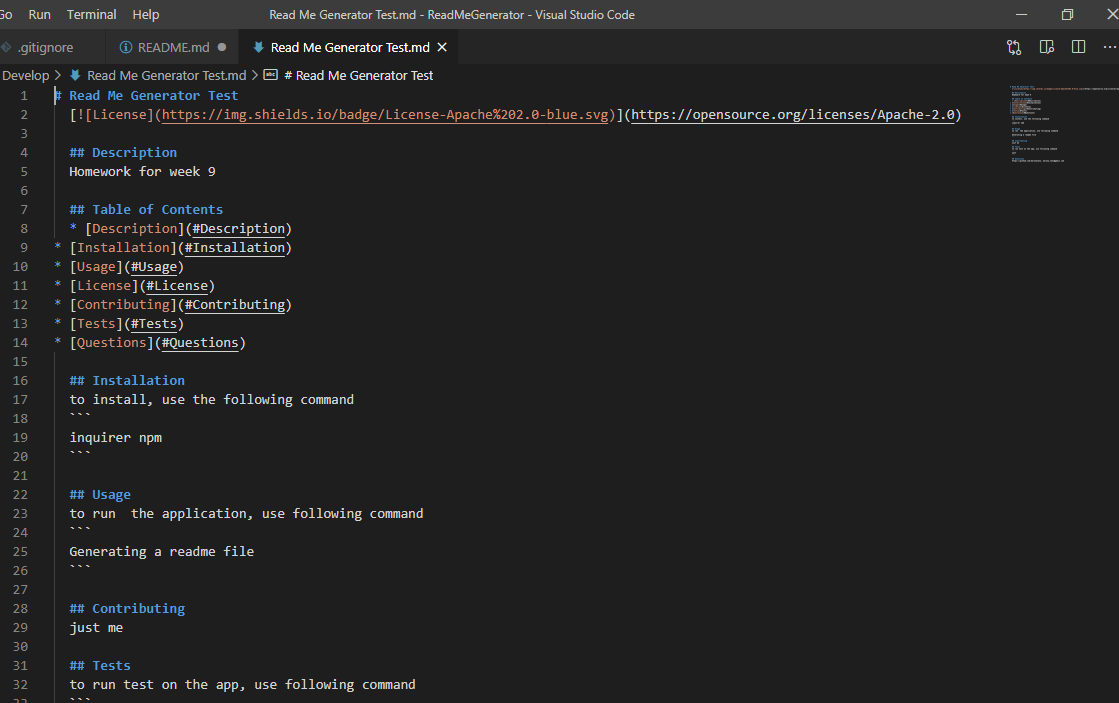 Go Run Terminal Help Read Me Generator Test.md - ReadMeGenerator - Visual Studio Code
.gitignore README.md Read Me Generator Test.md
Develop > Read Me Generator Test.md > abc # Read Me Generator Test
1 # Read Me Generator Test
2 [![License](https://img.shields.io/badge/License-Apache%202.0-blue.svg)](https://opensource.org/licenses/Apache-2.0)
3
4 ## Description
5 Homework for week 9
6
7 ## Table of Contents
8 * [Description](#Description)
9 * [Installation](#Installation)
10 * [Usage](#Usage)
11 * [License](#License)
12 * [Contributing](#Contributing)
13 * [Tests](#Tests)
14 * [Questions](#Questions)
15
16 ## Installation
17 to install, use the following command
18 ```
19 inquirer npm
20 ```
21
22 ## Usage
23 to run  the application, use following command
24 ```
25 Generating a readme file
26 ```
27
28 ## Contributing
29 just me
30
31 ## Tests
32 to run test on the app, use following command
33 ```